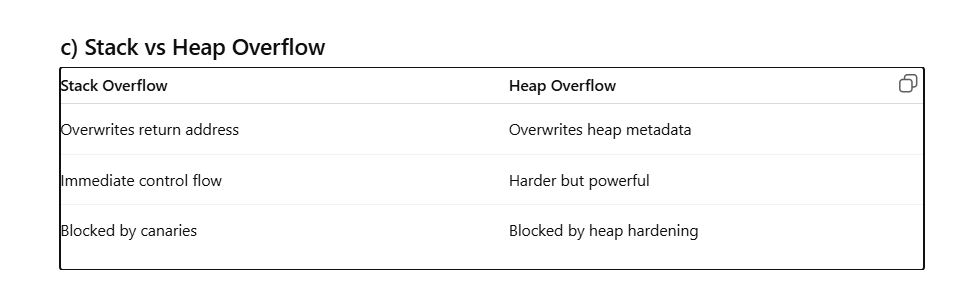 c) Stack vs Heap Overflow
Stack Overflow Heap Overflow
Overwrites return address Overwrites heap metadata
Immediate control flow Harder but powerful
Blocked by canaries Blocked by heap hardening